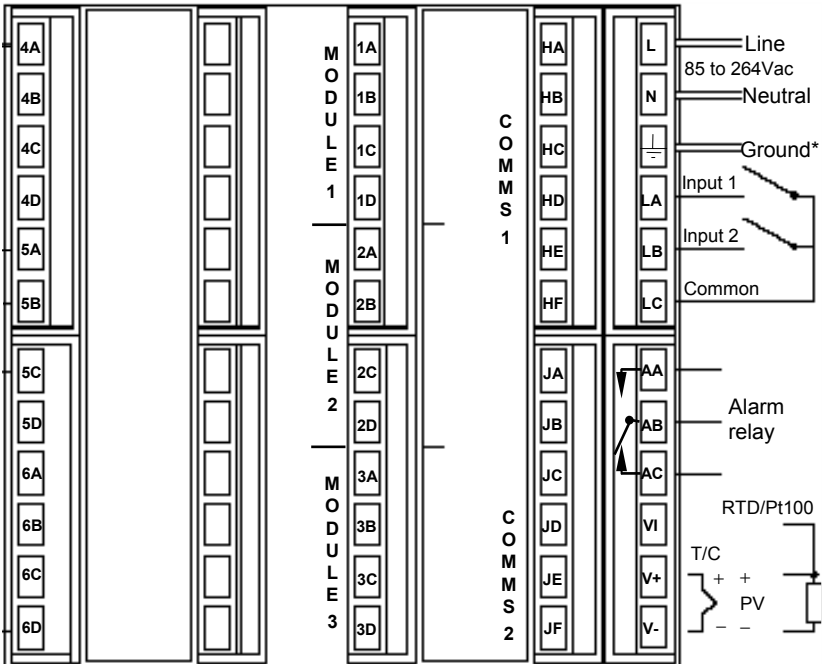 4A
4B
4C
4D
5A
5B
5C
5D
6A
6B
6C
6D
MODULE 1
MODULE 2
MODULE 3
1A
1B
1C
1D
2A
2B
2C
2D
3A
3B
3C
3D
COMMS 1
COMMS 2
HA
HB
HC
HD
HE
HF
JA
JB
JC
JD
JE
JF
L
N
LA
LB
LC
AA
AB
AC
VI
V+
V-
Line
85 to 264Vac
Neutral
Ground*
Input 1
Input 2
Common
Alarm
relay
RTD/Pt100
T/C
+ +
PV
– –